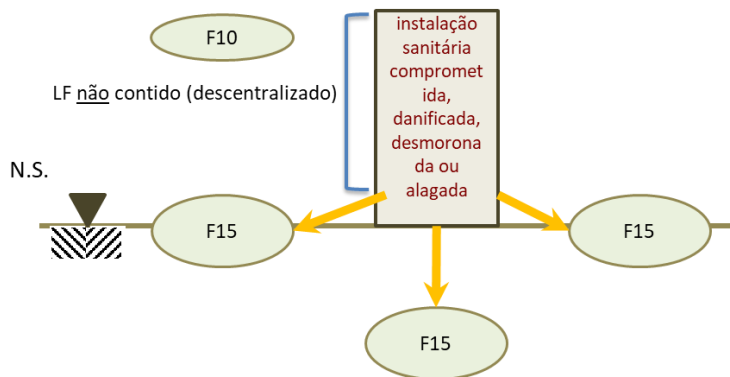 F10
LF não contido (descentralizado)
instalação
sanitária
compromet
ida,
danificada,
desmorona
da ou
alagada
N.S.
F15
F15
F15